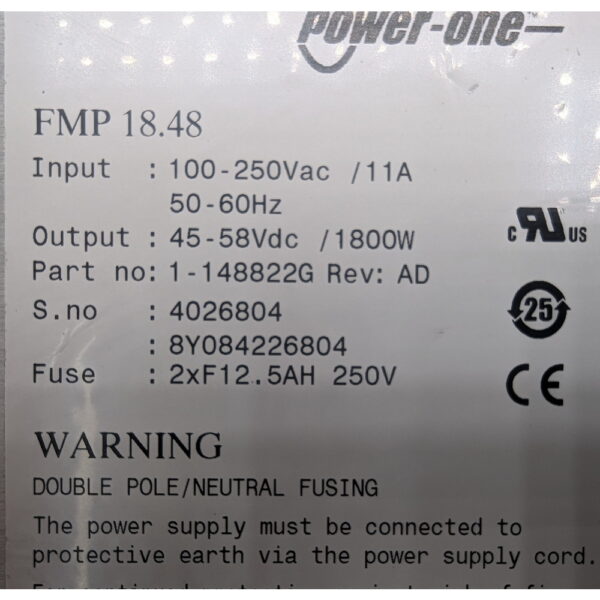 power-one
FMP 18.48
Input : 100-250Vac /11A
50-60Hz
Output : 45-58Vdc /1800W
Part no: 1-148822G Rev: AD
S.no : 4026804
: 8Y084226804
Fuse : 2xF12.5AH 250V
c RU US
25
CE
WARNING
DOUBLE POLE/NEUTRAL FUSING
The power supply must be connected to
protective earth via the power supply cord.